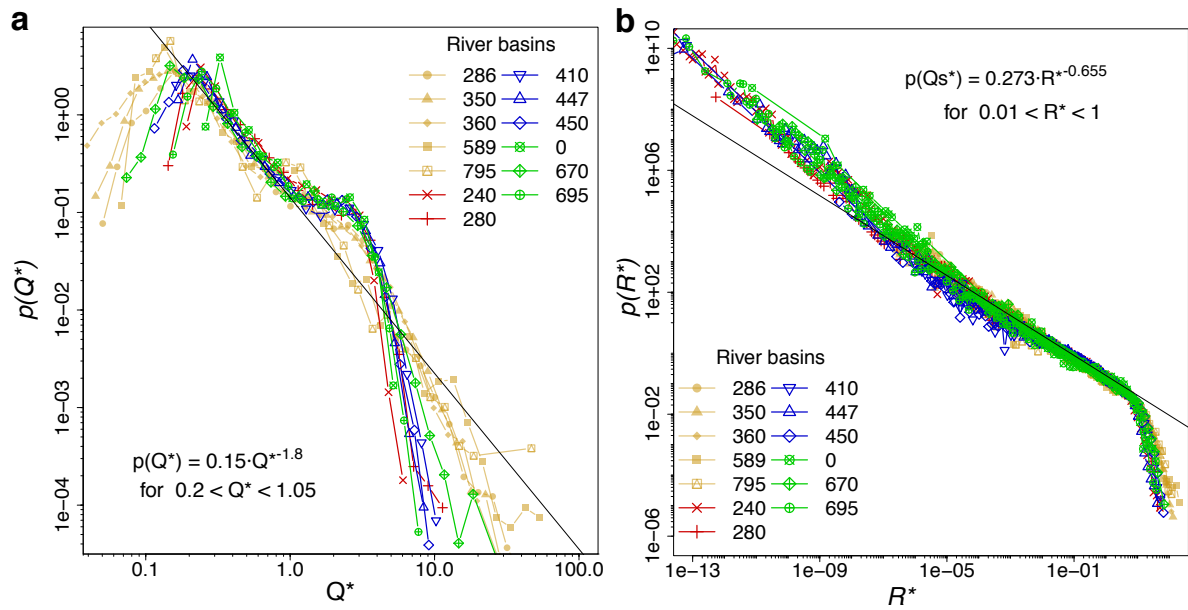 a
p(Q*)
1e+00
1e-01
1e-02
1e-03
1e-04
River basins
286 410
350 447
360 450
589 0
795 670
240 695
280
p(Q*) = 0.15·Q*-1.8
for 0.2 < Q* < 1.05
0.1 1.0 10.0 100.0
Q*
b
p(R*)
1e+10
1e+06
1e+02
1e-02
1e-06
p(Qs*) = 0.273·R*-0.655
for 0.01 < R* < 1
River basins
286 410
350 447
360 450
589 0
795 670
240 695
280
1e-13 1e-09 1e-05 1e-01
R*